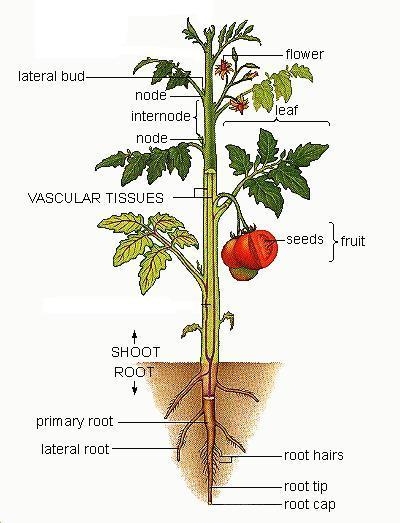 flower
lateral bud
node
leaf
internode
node
VASCULAR TISSUES
seeds
fruit
SHOOT
ROOT
primary root
lateral root
root hairs
root tip
root cap